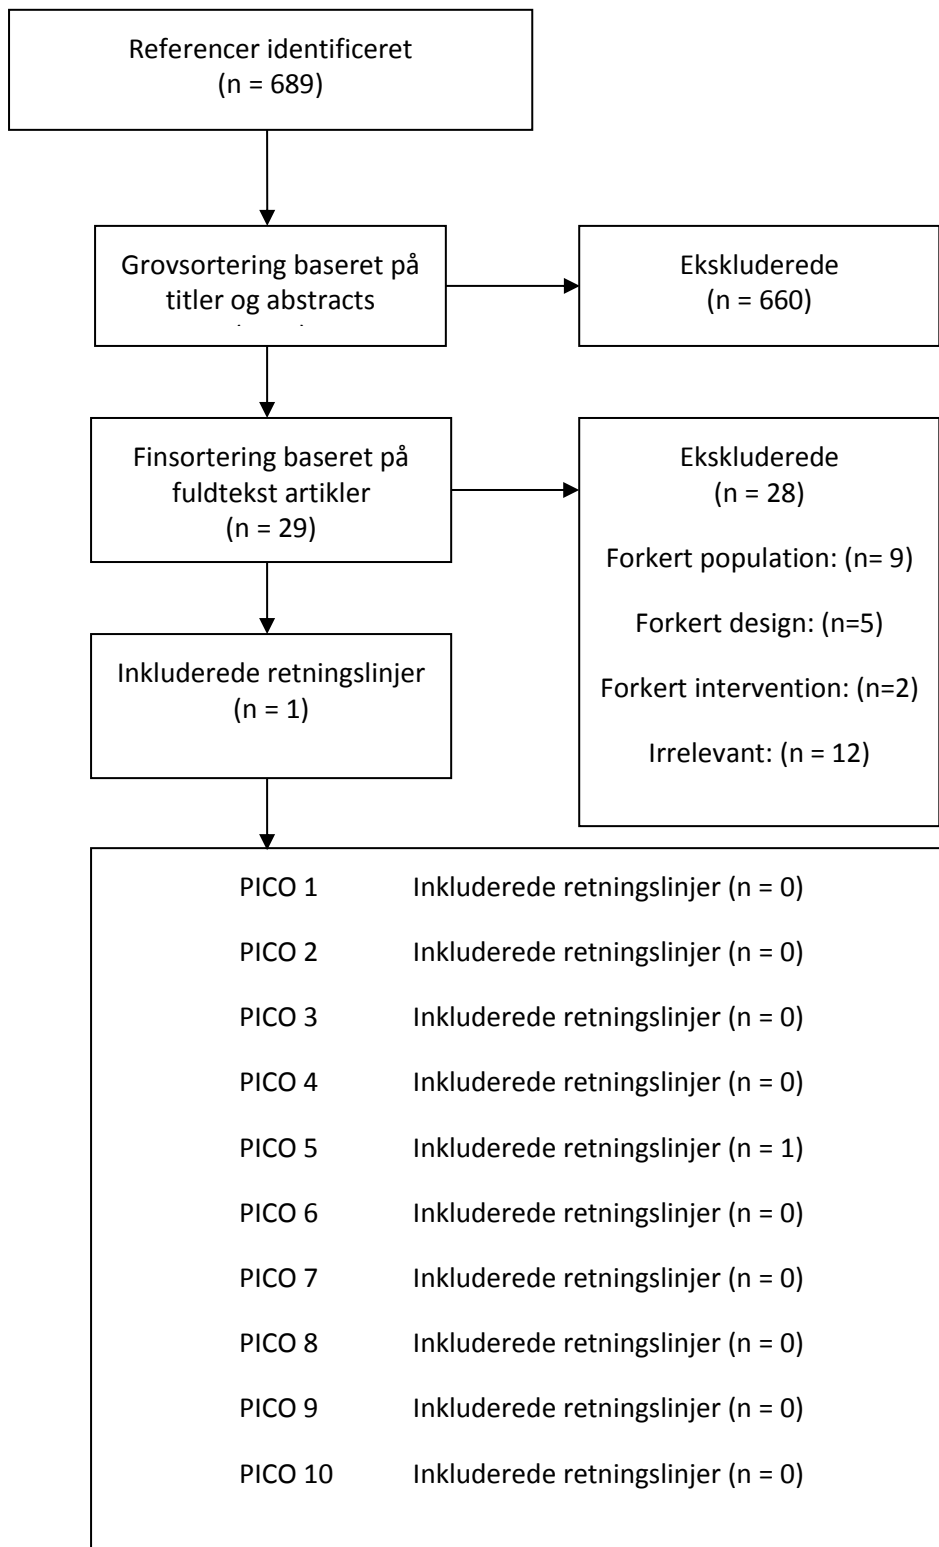 Referencer identificeret
(n = 689)
Grovsortering baseret på
titler og abstracts
Ekskluderede
(n = 660)
Finsortering baseret på
fuldtekst artikler
(n = 29)
Ekskluderede
(n = 28)
Forkert population: (n= 9)
Forkert design: (n=5)
Forkert intervention: (n=2)
Irrelevant: (n = 12)
Inkluderede retningslinjer
(n = 1)
PICO 1 Inkluderede retningslinjer (n = 0)
PICO 2 Inkluderede retningslinjer (n = 0)
PICO 3 Inkluderede retningslinjer (n = 0)
PICO 4 Inkluderede retningslinjer (n = 0)
PICO 5 Inkluderede retningslinjer (n = 1)
PICO 6 Inkluderede retningslinjer (n = 0)
PICO 7 Inkluderede retningslinjer (n = 0)
PICO 8 Inkluderede retningslinjer (n = 0)
PICO 9 Inkluderede retningslinjer (n = 0)
PICO 10 Inkluderede retningslinjer (n = 0)